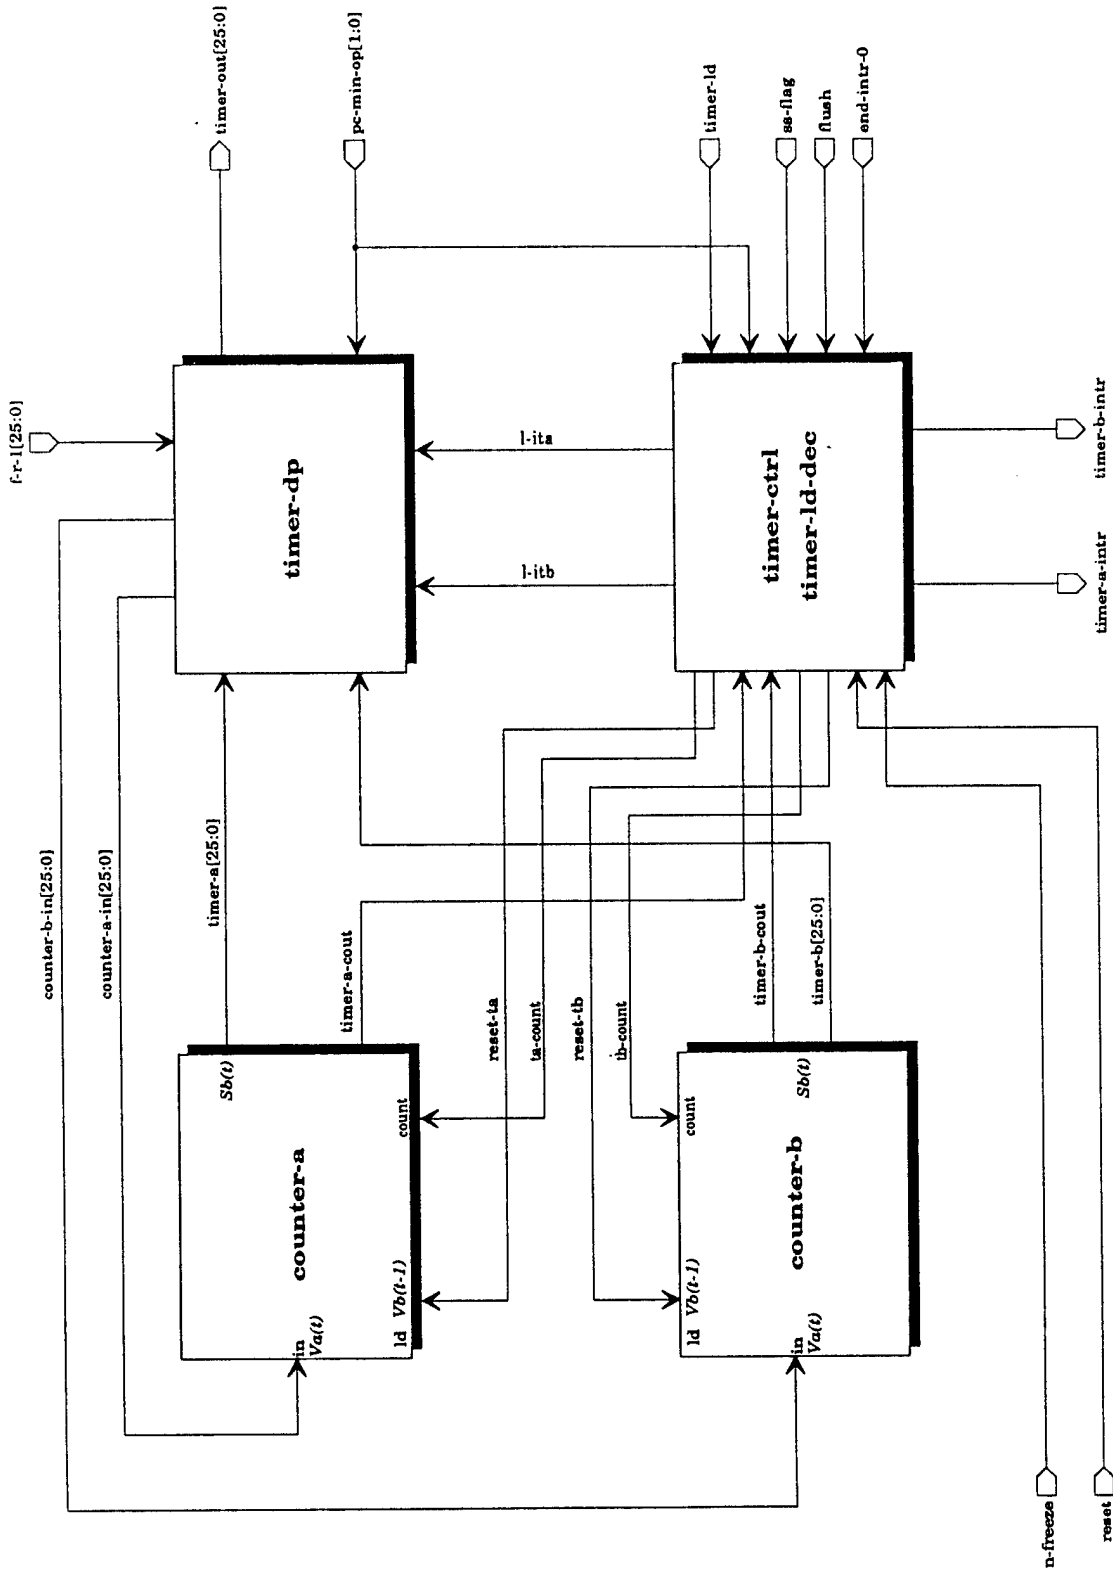 timer-out[25:0]
pc-min-op[1:0]
timer-ld
ss-flag
flush
end-intr-0
f-r-1[25:0]
timer-dp
l-ita
l-itb
timer-ctrl
timer-ld-dec
timer-b-intr
timer-a-intr
counter-b-in[25:0]
counter-a-in[25:0]
timer-a[25:0]
timer-a-cout
reset-ta
ta-count
reset-tb
tb-count
timer-b-cout
timer-b[25:0]
Sb(t)
count
counter-a
ld Vb(t-1)
in
Va(t)
Sb(t)
count
counter-b
ld Vb(t-1)
in
Va(t)
n-freeze
reset